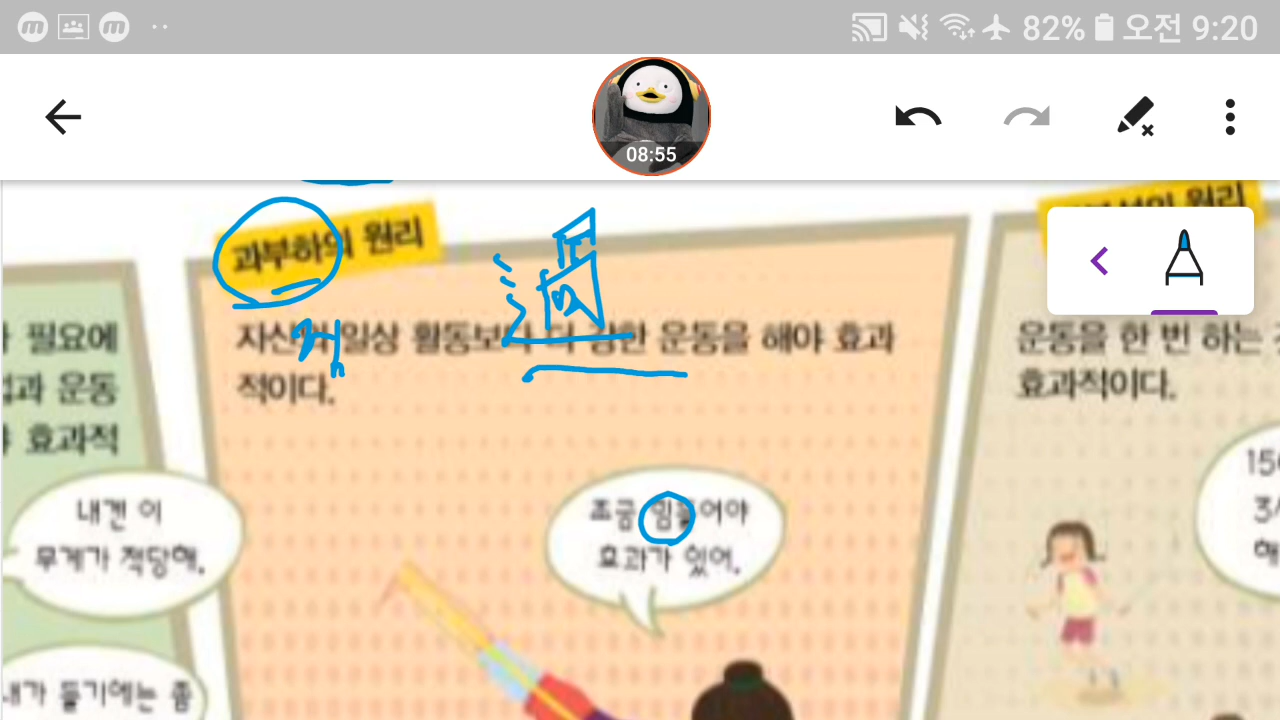 82% 오전 9:20
08:55
과부하의 원리
원리
過
필요에
운동
효과적
자신의 일상 활동보다 더 강한 운동을 해야 효과
적이다.
운동을 한 번 하는
효과적이다.
내겐 이
무게가 적당해.
조금 힘들어야
효과가 있어.
내가 들기에는 좀